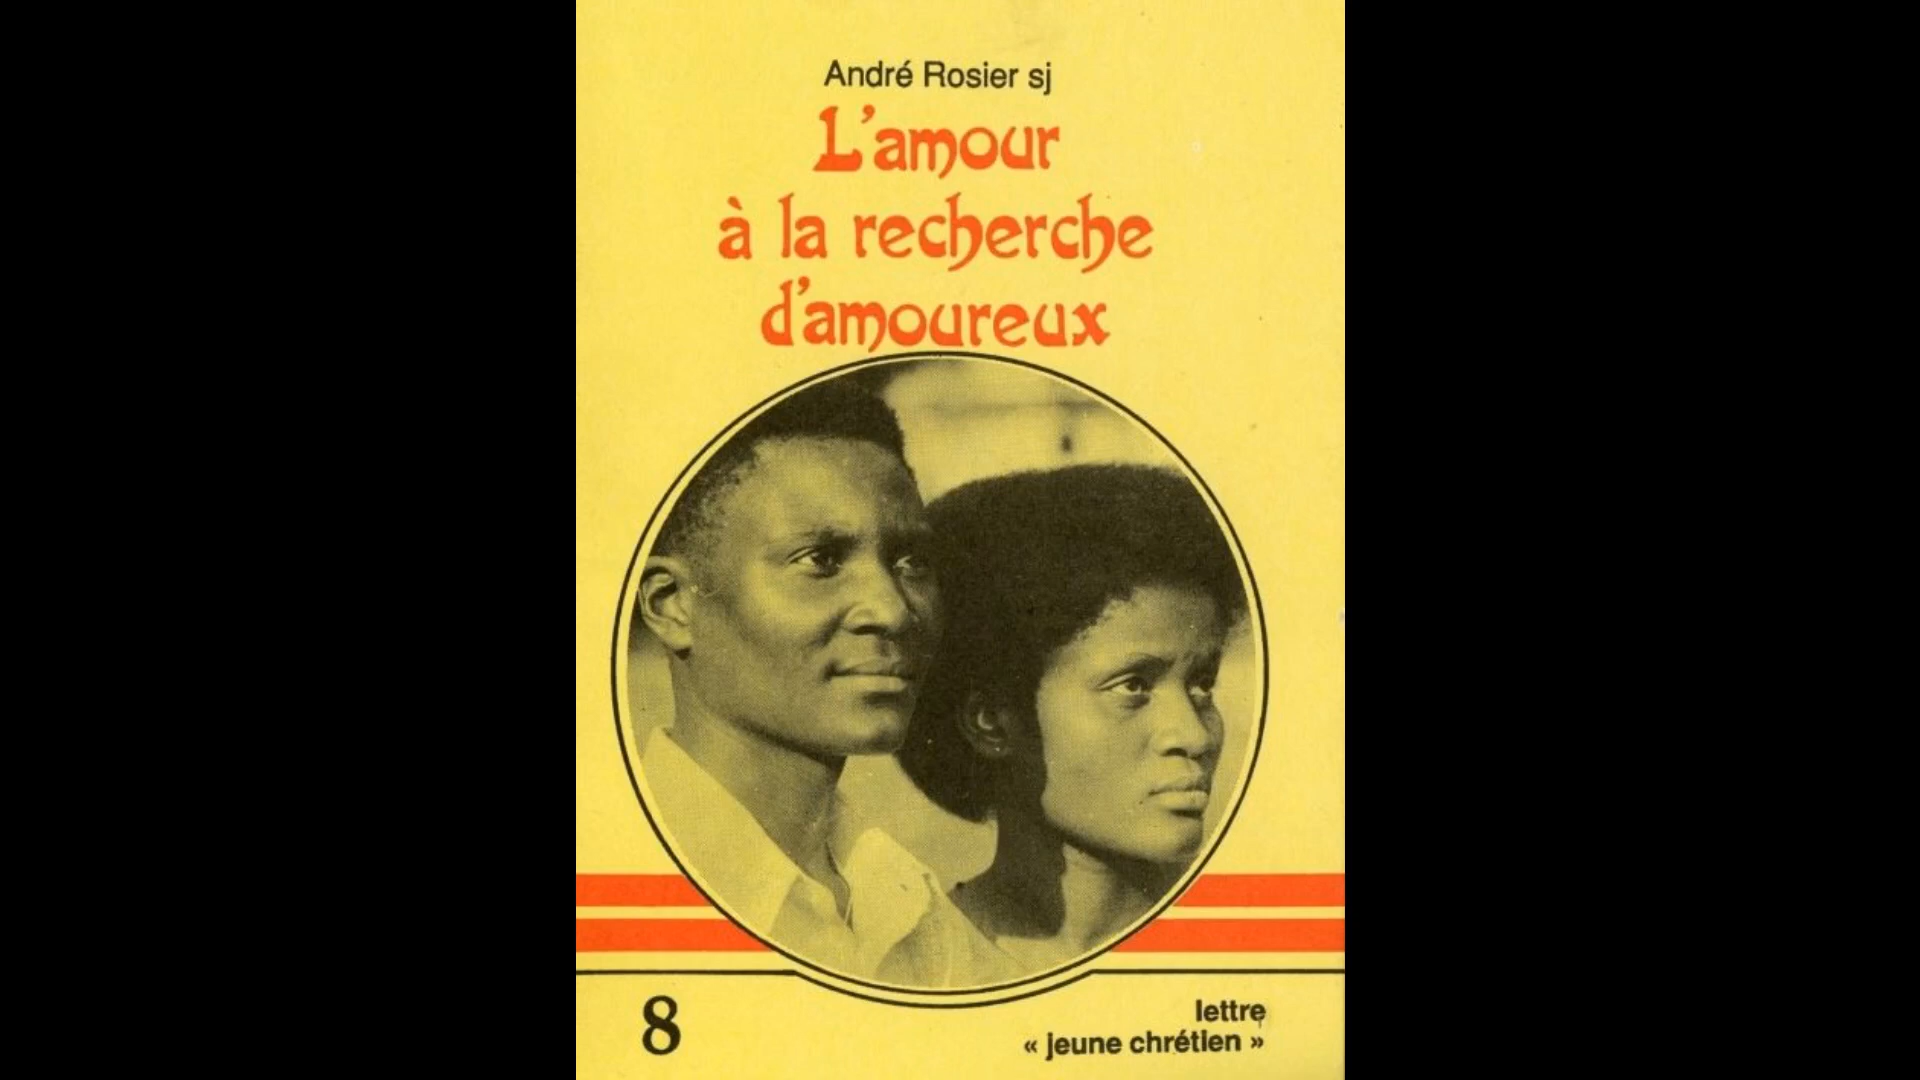 André Rosier sj
L'amour
à la recherche
d'amoureux
8
lettre
« jeune chrétien »